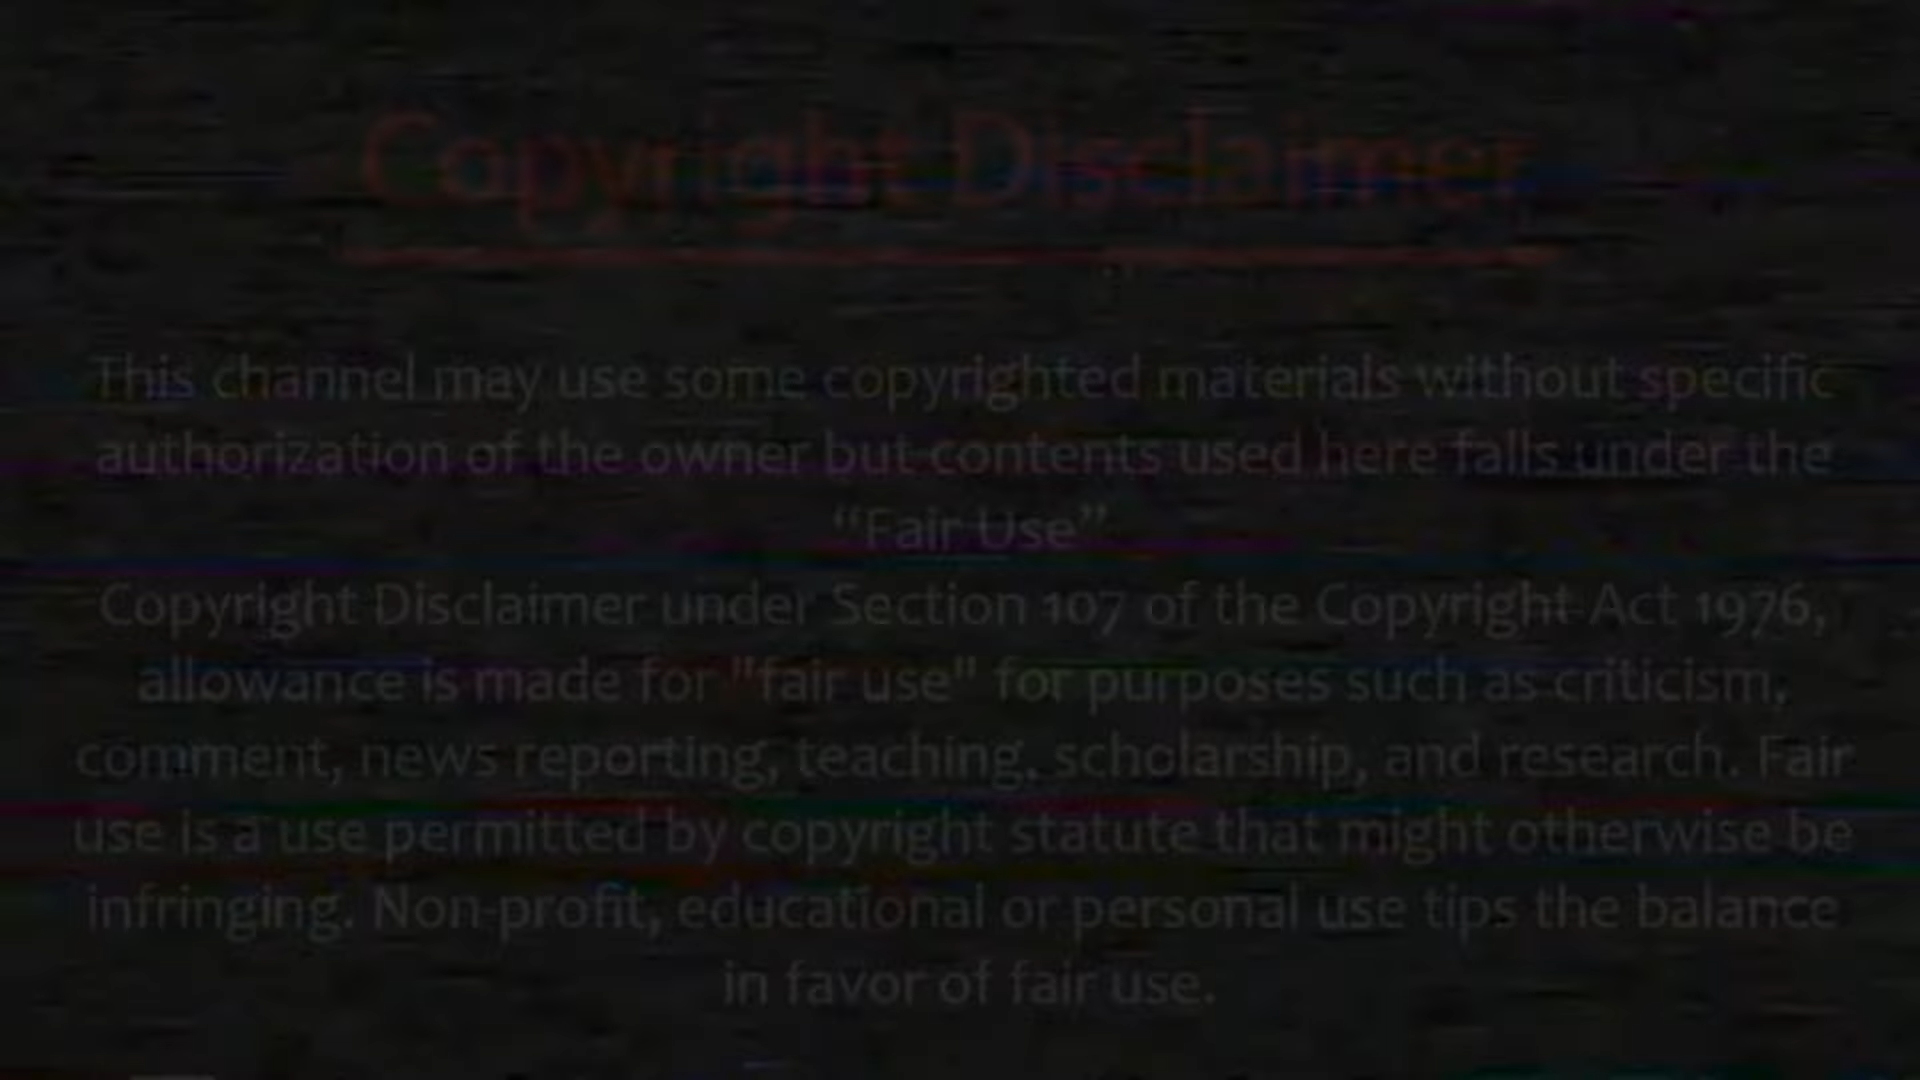 Copyright Disclaimer
This channel may use some copyrighted materials without specific
authorization of the owner but contents used here falls under the
“Fair Use”
Copyright Disclaimer under Section 107 of the Copyright Act 1976,
allowance is made for "fair use" for purposes such as criticism,
comment, news reporting, teaching, scholarship, and research. Fair
use is a use permitted by copyright statute that might otherwise be
infringing. Non-profit, educational or personal use tips the balance
in favor of fair use.